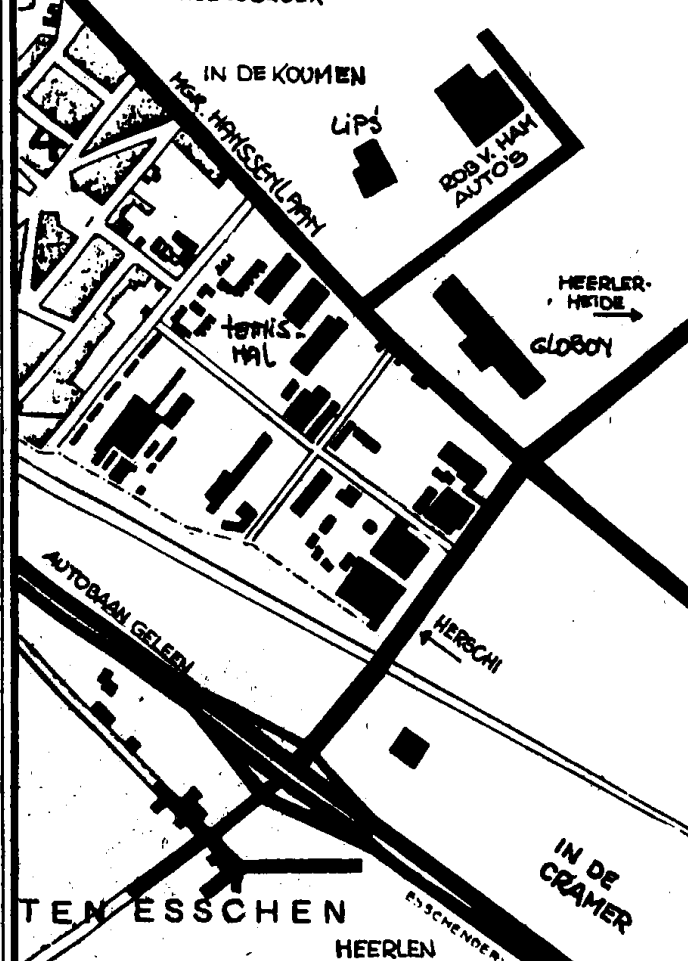 IN DE KOUMEN
MGR. HANSSENLAAN
LIPS
ROB V. HAM
AUTO'S
HEERLER-
HEIDE
GLOBOY
tennis-
HAL
AUTOBAAN GELEEN
HERSCHI
IN DE
CRAMER
TEN ESSCHEN
HEERLEN